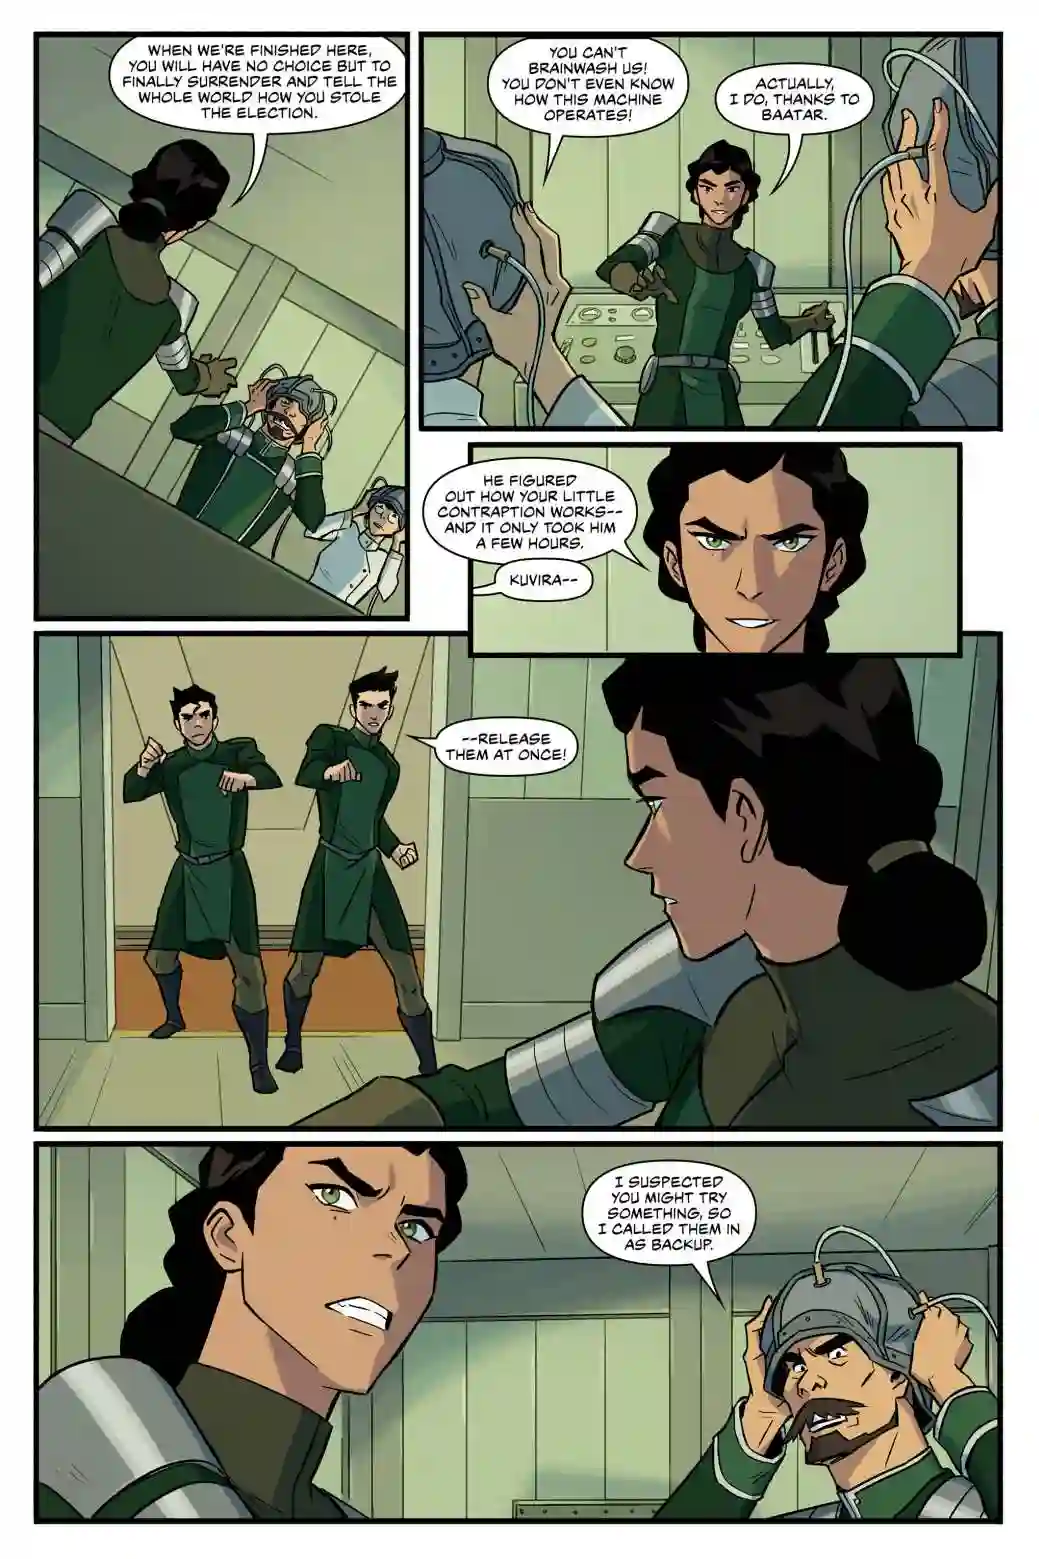 WHEN WE'RE FINISHED HERE,
YOU WILL HAVE NO CHOICE BUT TO
FINALLY SURRENDER AND TELL THE
WHOLE WORLD HOW YOU STOLE
THE ELECTION.
YOU CAN'T
BRAINWASH US!
YOU DON'T EVEN KNOW
HOW THIS MACHINE
OPERATES!
ACTUALLY,
I DO, THANKS TO
BAATAR.
HE FIGURED
OUT HOW YOUR LITTLE
CONTRAPTION WORKS--
AND IT ONLY TOOK HIM
A FEW HOURS.
KUVIRA--
--RELEASE
THEM AT ONCE!
I SUSPECTED
YOU MIGHT TRY
SOMETHING, SO
I CALLED THEM IN
AS BACKUP.